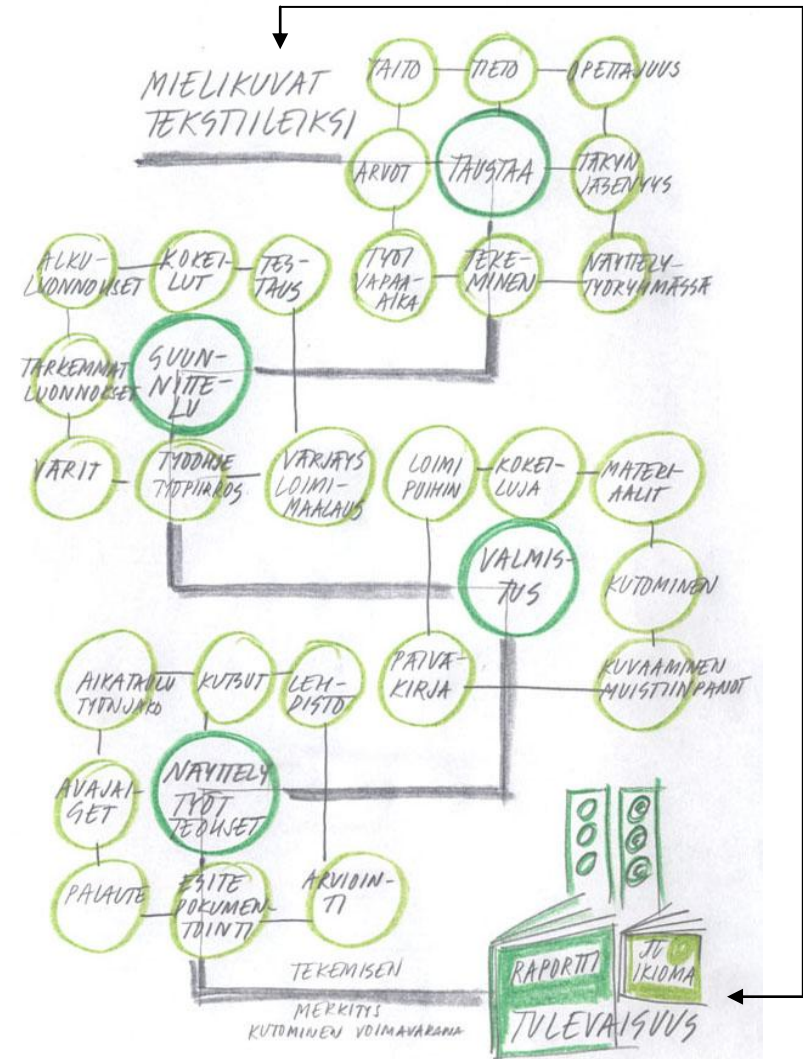 MIELIKUVAT
TEKSTIILEIKSI
TAITO
TIETO
OPETTAJUUS
ARVOT
TAUSTAA
TAKYN
JÄSENYYS
TYÖT
VAPAA-
AIKA
TEKE-
MINEN
NÄYTTELY-
TYÖRYHMÄSSÄ
ALKU-
LUONNOKSET
KOKEI-
LUT
TES-
TAUS
TARKEMMAT
LUONNOKSET
SUUN-
NITTE-
LU
VÄRIT
TYÖOHJE
TYÖPIIRROS
VÄRJÄYS
LOIMI-
MAALAUS
LOIMI
PUIHIN
KOKEI-
LUJA
MATERI-
AALIT
VALMIS-
TUS
KUTOMINEN
PÄIVÄ-
KIRJA
KUVAAMINEN
MUISTIINPANOT
AIKATAULU
TYÖNJAKO
KUTSUT
LEH-
DISTÖ
AVAJAI-
SET
NÄYTTELY
TYÖT
TEOKSET
PALAUTE
ESITE
DOKUMEN-
TOINTI
ARVIOIN-
TI
TEKEMISEN
MERKITYS
KUTOMINEN VOIMAVARANA
RAPORTTI
IKIOMA
TULEVAISUUS